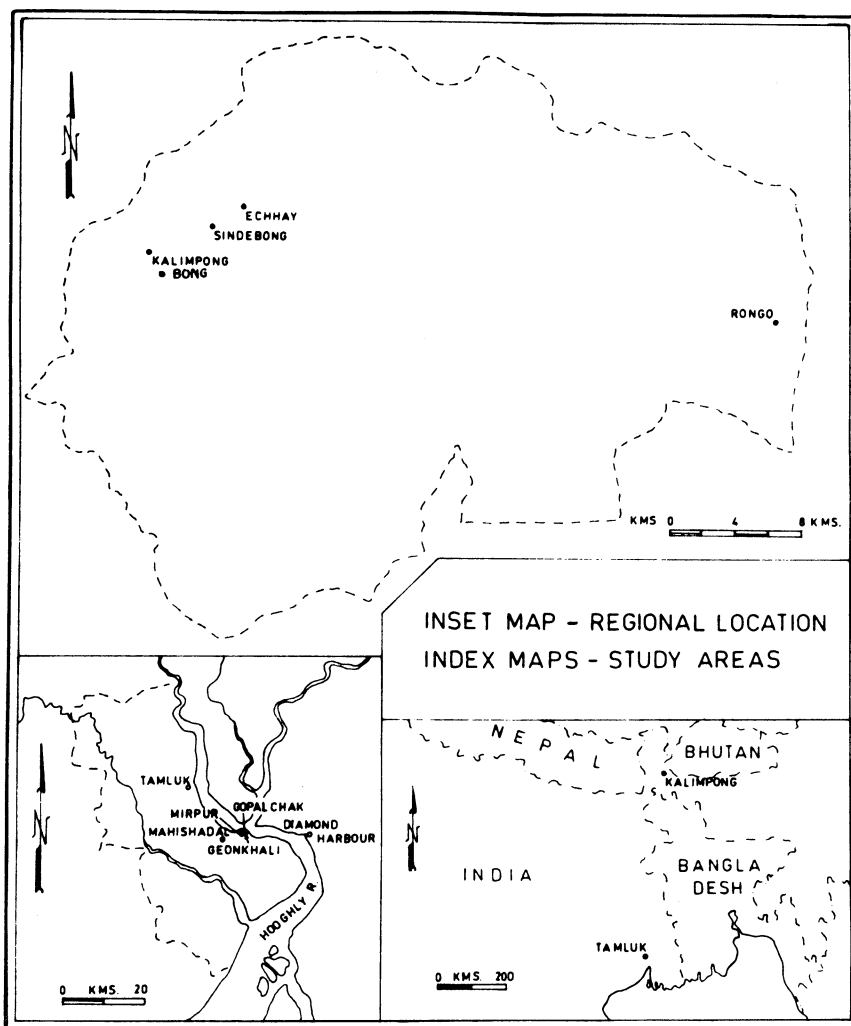 N
ECHHAY
SINDEBONG
KALIMPONG
BONG
RONGO
KMS 0 4 8 KMS.
INSET MAP - REGIONAL LOCATION
INDEX MAPS - STUDY AREAS
N
TAMLUK
GOPALCHAK
MIRPUR
DIAMOND
HARBOUR
MAHISHADAL
GEONKHALI
HOOGHLY R.
0 KMS. 20
NEPAL
BHUTAN
KALIMPONG
N
INDIA
BANGLA
DESH
TAMLUK
0 KMS. 200